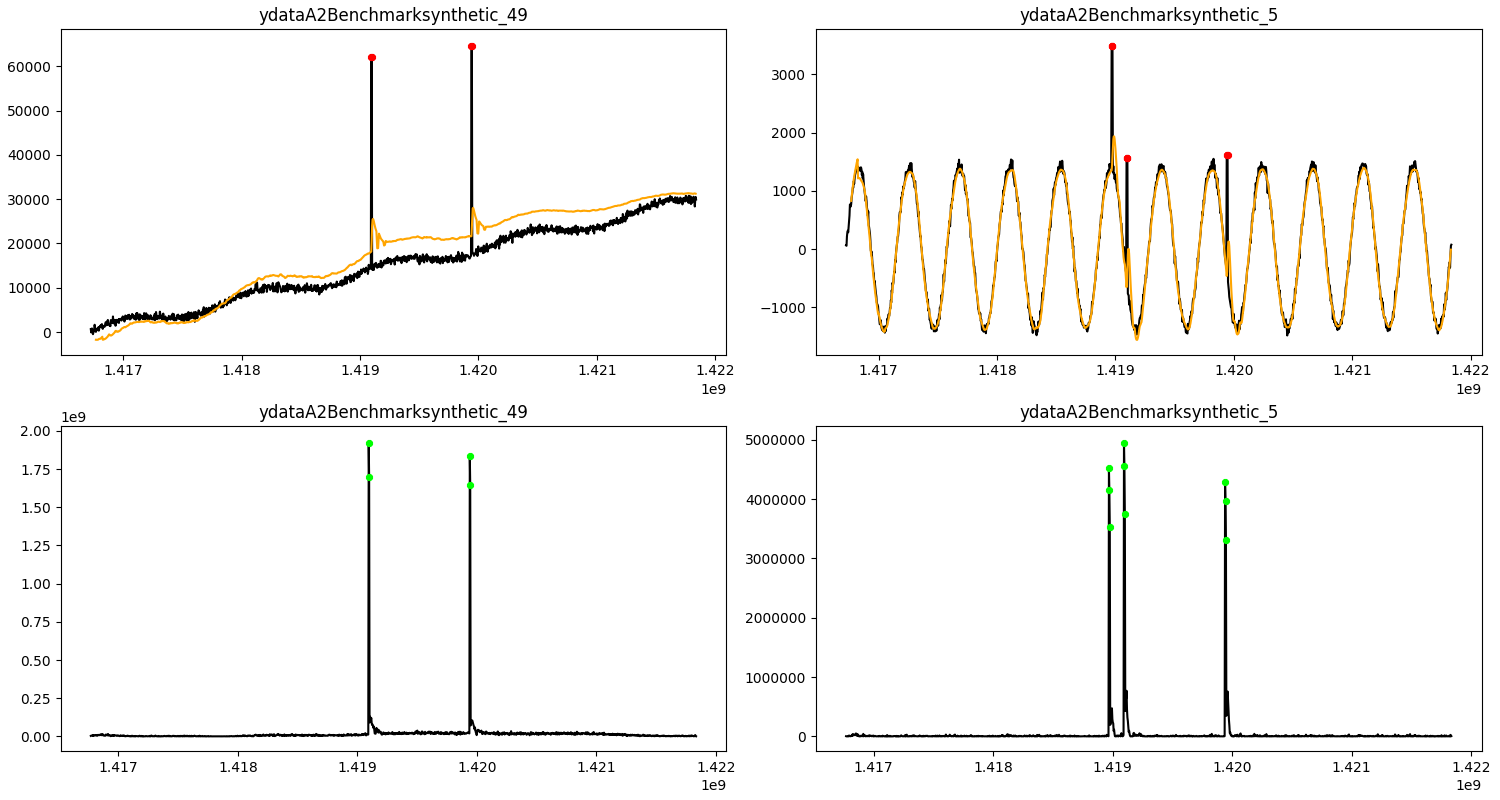 ydataA2Benchmarksynthetic_49
60000
50000
40000
30000
20000
10000
0
1.417 1.418 1.419 1.420 1.421 1.422
1e9
ydataA2Benchmarksynthetic_5
3000
2000
1000
0
−1000
1.417 1.418 1.419 1.420 1.421 1.422
1e9
ydataA2Benchmarksynthetic_49
1e9
2.00
1.75
1.50
1.25
1.00
0.75
0.50
0.25
0.00
1.417 1.418 1.419 1.420 1.421 1.422
1e9
ydataA2Benchmarksynthetic_5
5000000
4000000
3000000
2000000
1000000
0
1.417 1.418 1.419 1.420 1.421 1.422
1e9